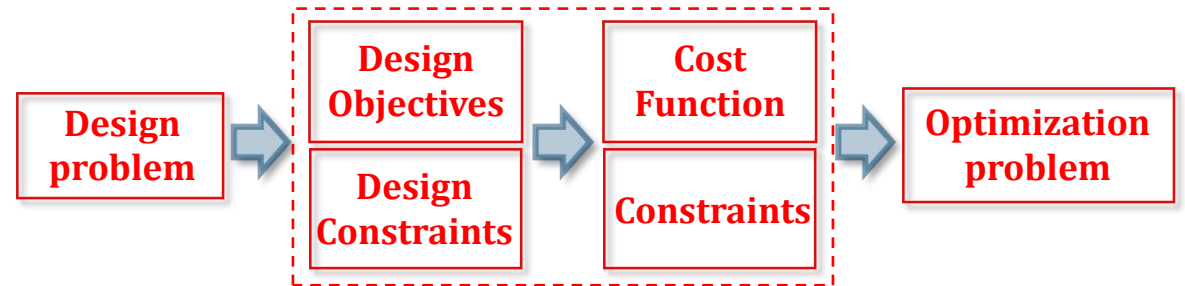 Design
problem
Design
Objectives
Design
Constraints
Cost
Function
Constraints
Optimization
problem